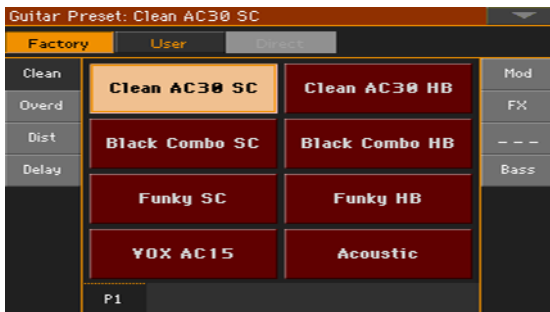 Guitar Preset: Clean AC30 SC
Factory User Direct
Clean
Overd
Dist
Delay
Clean AC30 SC Clean AC30 HB
Black Combo SC Black Combo HB
Funky SC Funky HB
VOX AC15 Acoustic
Mod
FX
- - -
Bass
P1